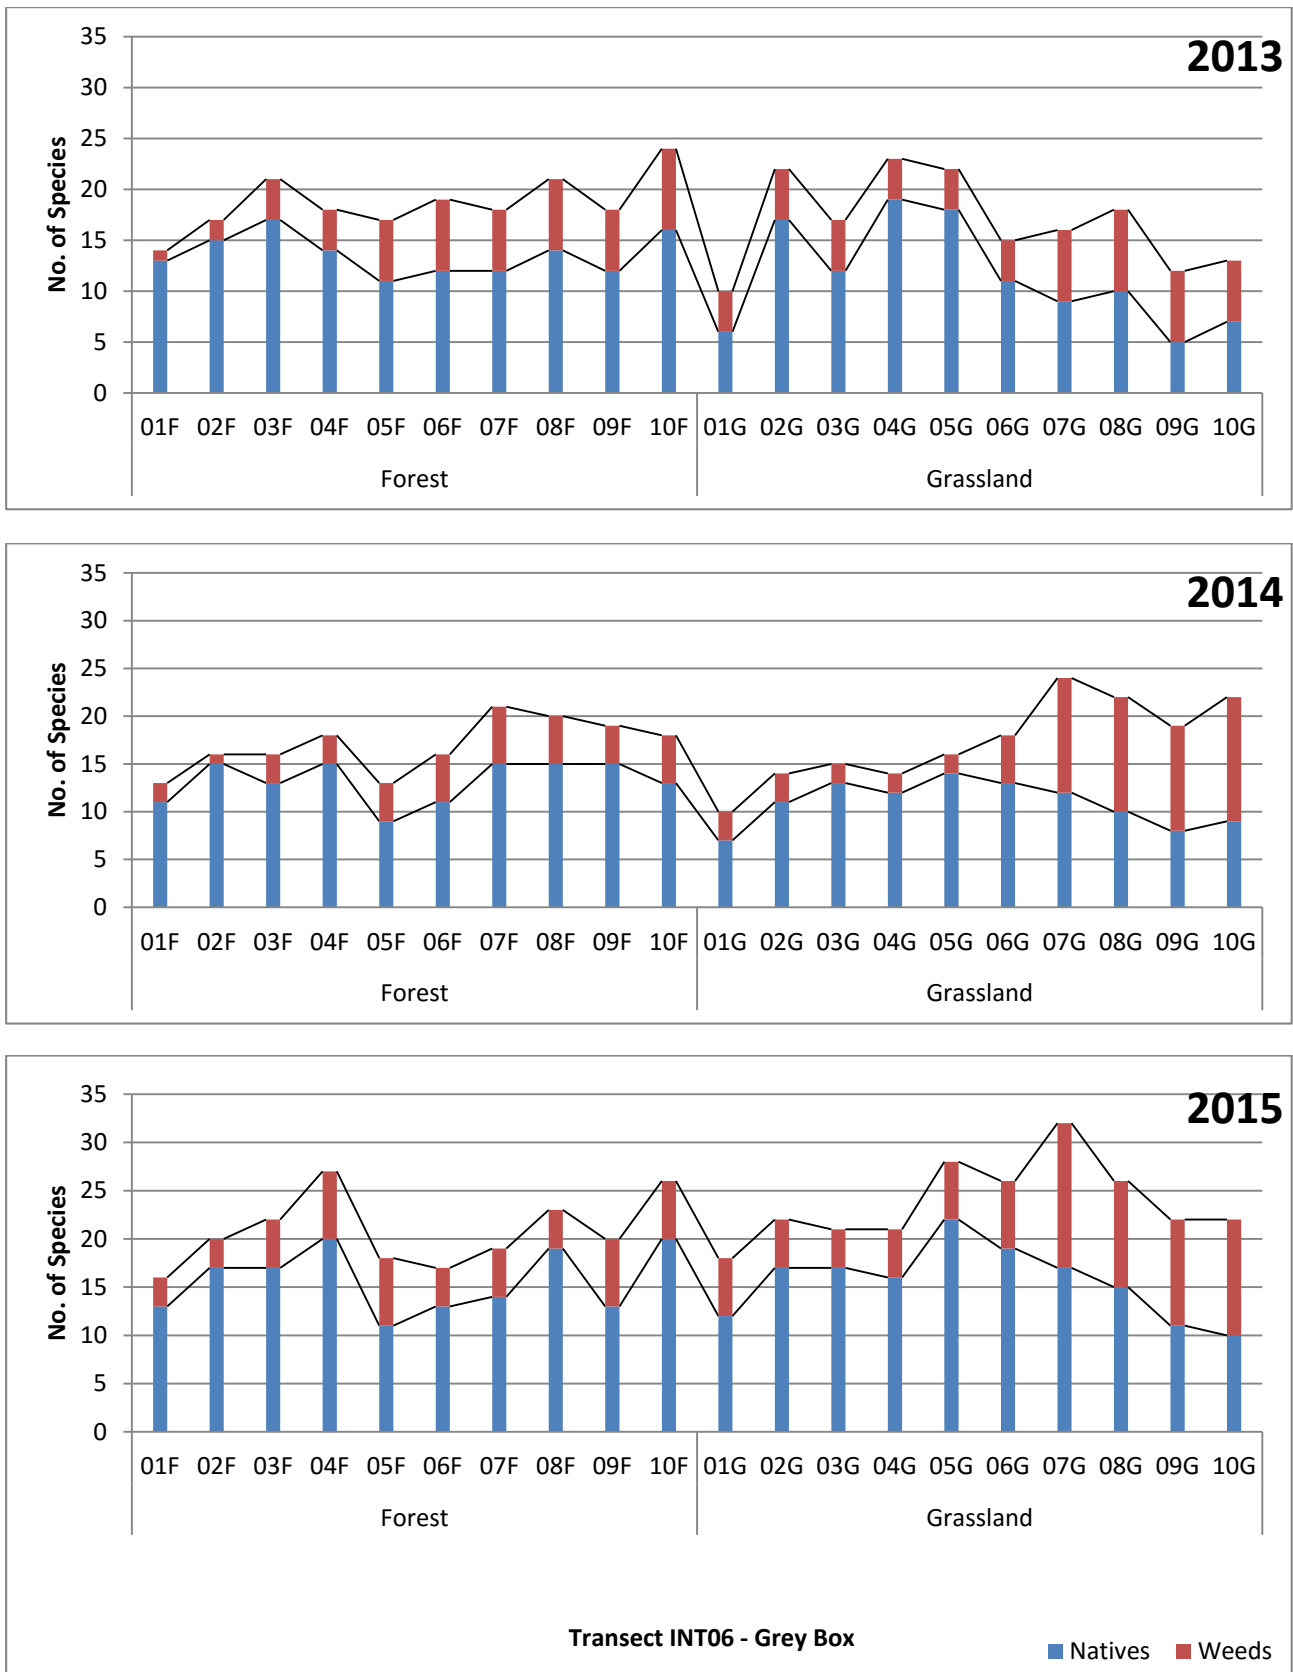 2013
No. of Species
35
30
25
20
15
10
5
0
01F 02F 03F 04F 05F 06F 07F 08F 09F 10F 01G 02G 03G 04G 05G 06G 07G 08G 09G 10G
Forest Grassland
2014
No. of Species
35
30
25
20
15
10
5
0
01F 02F 03F 04F 05F 06F 07F 08F 09F 10F 01G 02G 03G 04G 05G 06G 07G 08G 09G 10G
Forest Grassland
2015
No. of Species
35
30
25
20
15
10
5
0
01F 02F 03F 04F 05F 06F 07F 08F 09F 10F 01G 02G 03G 04G 05G 06G 07G 08G 09G 10G
Forest Grassland
Transect INT06 - Grey Box
Natives Weeds